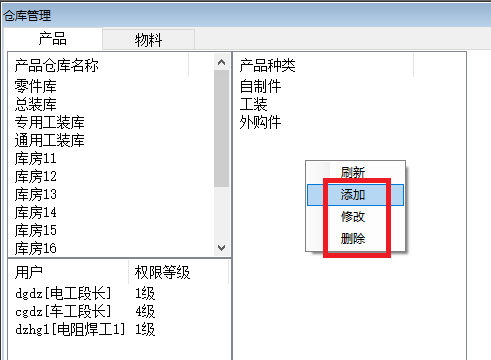 仓库管理
产品 物料
产品仓库名称
零件库
总装库
专用工装库
通用工装库
库房11
库房12
库房13
库房14
库房15
库房16
产品种类
自制件
工装
外购件
刷新
添加
修改
删除
用户 权限等级
dgdz[电工段长] 1级
cgdz[车工段长] 4级
dzhg1[电阻焊工1] 1级